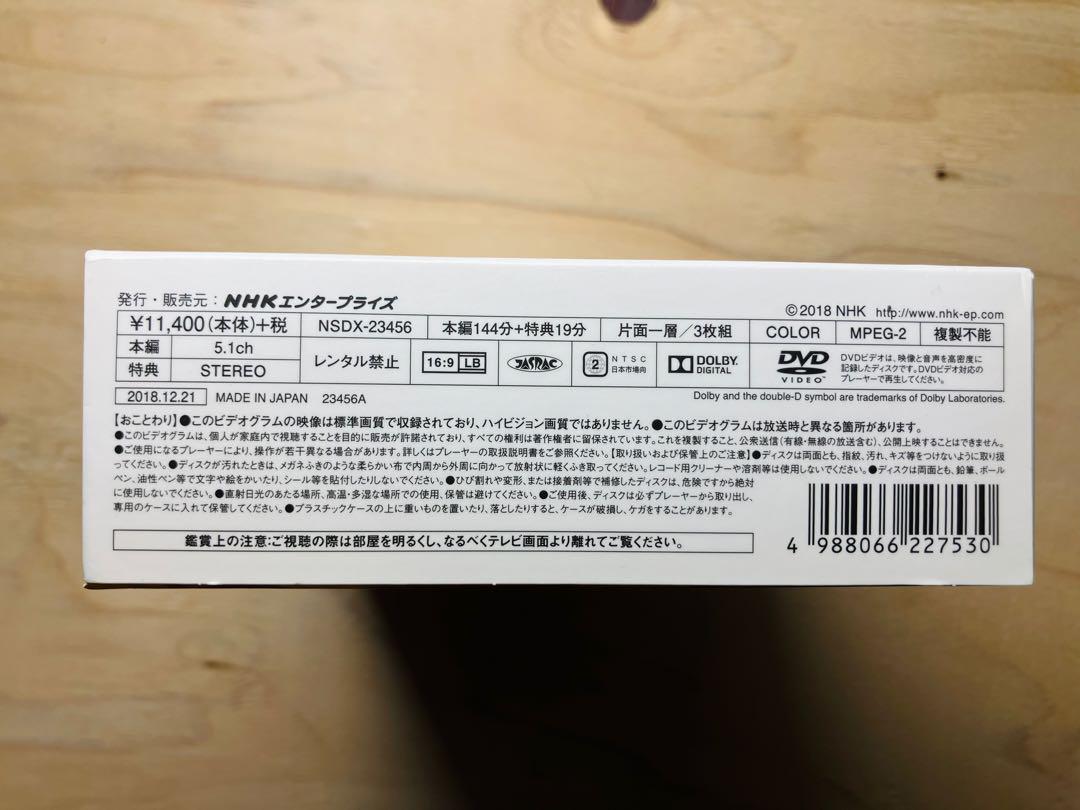 発行・販売元：NHKエンタープライズ
©2018 NHK http://www.nhk-ep.com
¥11,400(本体)+税 NSDX-23456 本編144分+特典19分 片面一層／3枚組 COLOR MPEG-2 複製不能
本編 5.1ch
特典 STEREO
レンタル禁止 16:9 LB JASRAC 2 NTSC 日本市場向 DOLBY DIGITAL DVD VIDEO
DVDビデオは、映像と音声を高密度に
記録したディスクです。DVDビデオ対応の
プレーヤーで再生してください。
2018.12.21 MADE IN JAPAN 23456A
Dolby and the double-D symbol are trademarks of Dolby Laboratories.
【おことわり】●このビデオグラムの映像は標準画質で収録されており、ハイビジョン画質ではありません。●このビデオグラムは放送時と異なる箇所があります。
●このビデオグラムは、個人が家庭内で視聴することを目的に販売が許諾されており、すべての権利は著作権者に留保されています。これを複製すること、公衆送信(有線・無線の放送含む)、公開上映することはできません。
●ご使用になるプレーヤーにより、操作が若干異なる場合があります。詳しくはプレーヤーの取扱説明書をご参照ください。【取り扱いおよび保管上のご注意】●ディスクは両面とも、指紋、汚れ、キズ等をつけないように取り扱
ってください。●ディスクが汚れたときは、メガネふきのような柔らかい布で内周から外周に向かって放射状に軽くふき取ってください。レコード用クリーナーや溶剤等は使用しないでください。●ディスクは両面とも、鉛筆、ボール
ペン、油性ペン等で文字や絵をかいたり、シール等を貼付したりしないでください。●ひび割れや変形、または接着剤等で補修したディスクは、危険ですから絶対
に使用しないでください。●直射日光のあたる場所、高温・多湿な場所での使用、保管は避けてください。●ご使用後、ディスクは必ずプレーヤーから取り出し、
専用のケースに入れて保管してください。●プラスチックケースの上に重いものを置いたり、落としたりすると、ケースが破損し、ケガをすることがあります。
鑑賞上の注意：ご視聴の際は部屋を明るくし、なるべくテレビ画面より離れてご覧ください。
4 988066 227530